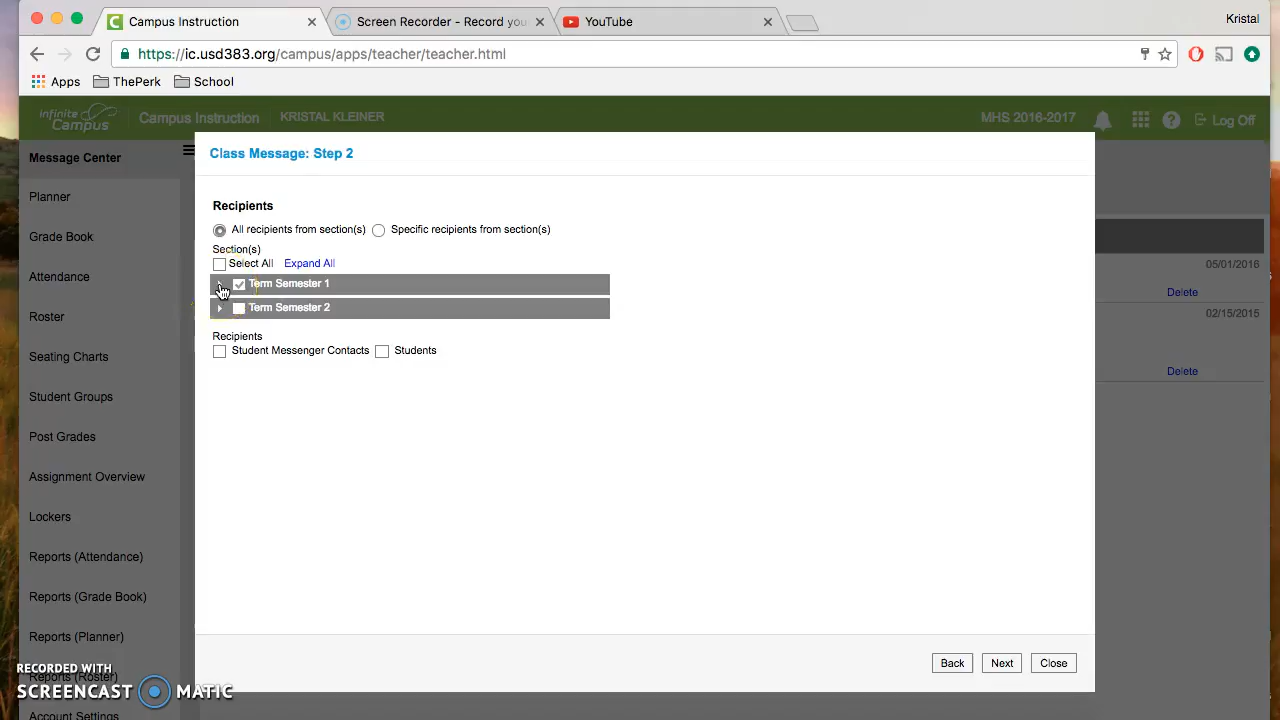 Campus Instruction
Screen Recorder - Record you
YouTube
Kristal
https://ic.usd383.org/campus/apps/teacher/teacher.html
Apps
ThePerk
School
Infinite Campus
Campus Instruction
KRISTAL KLEINER
MHS 2016-2017
Log Off
Message Center
Planner
Grade Book
Attendance
Roster
Seating Charts
Student Groups
Post Grades
Assignment Overview
Lockers
Reports (Attendance)
Reports (Grade Book)
Reports (Planner)
Reports (Roster)
Account Settings
Class Message: Step 2
Recipients
All recipients from section(s)
Specific recipients from section(s)
Section(s)
Select All
Expand All
Term Semester 1
Term Semester 2
Recipients
Student Messenger Contacts
Students
05/01/2016
Delete
02/15/2015
Delete
Back
Next
Close
RECORDED WITH
SCREENCAST MATIC